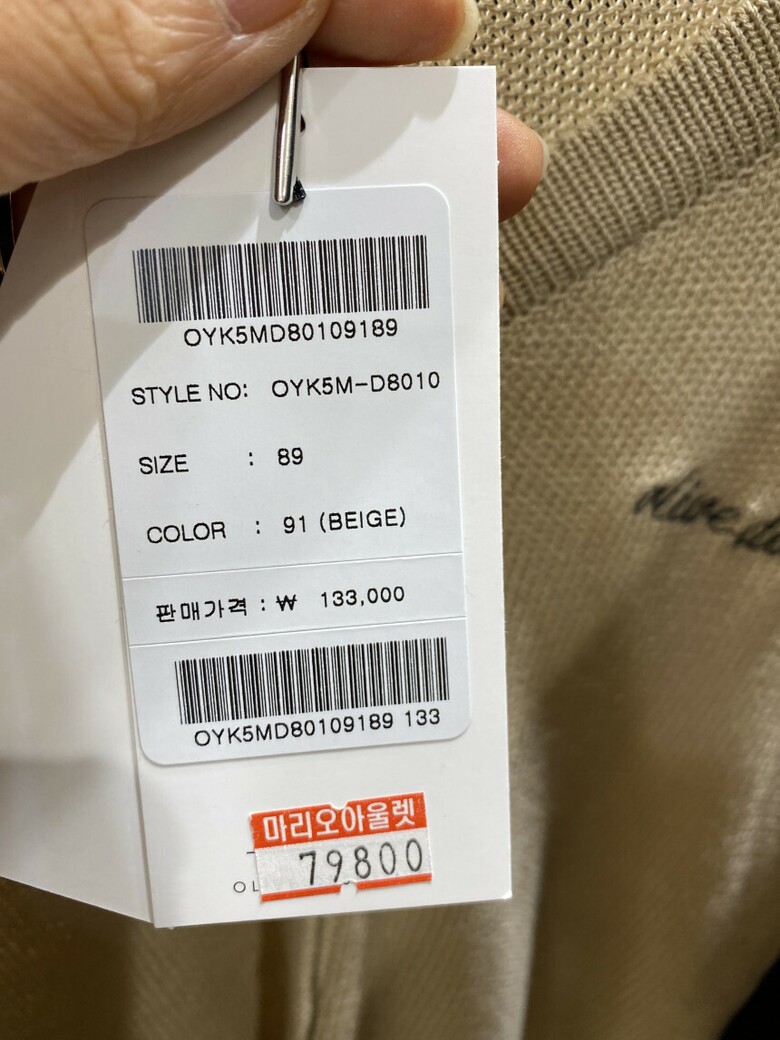 OYK5MD80109189
STYLE NO: OYK5M-D8010
SIZE : 89
COLOR : 91 (BEIGE)
판매가격 : ₩ 133,000
OYK5MD80109189 133
마리오아울렛
79800
OL